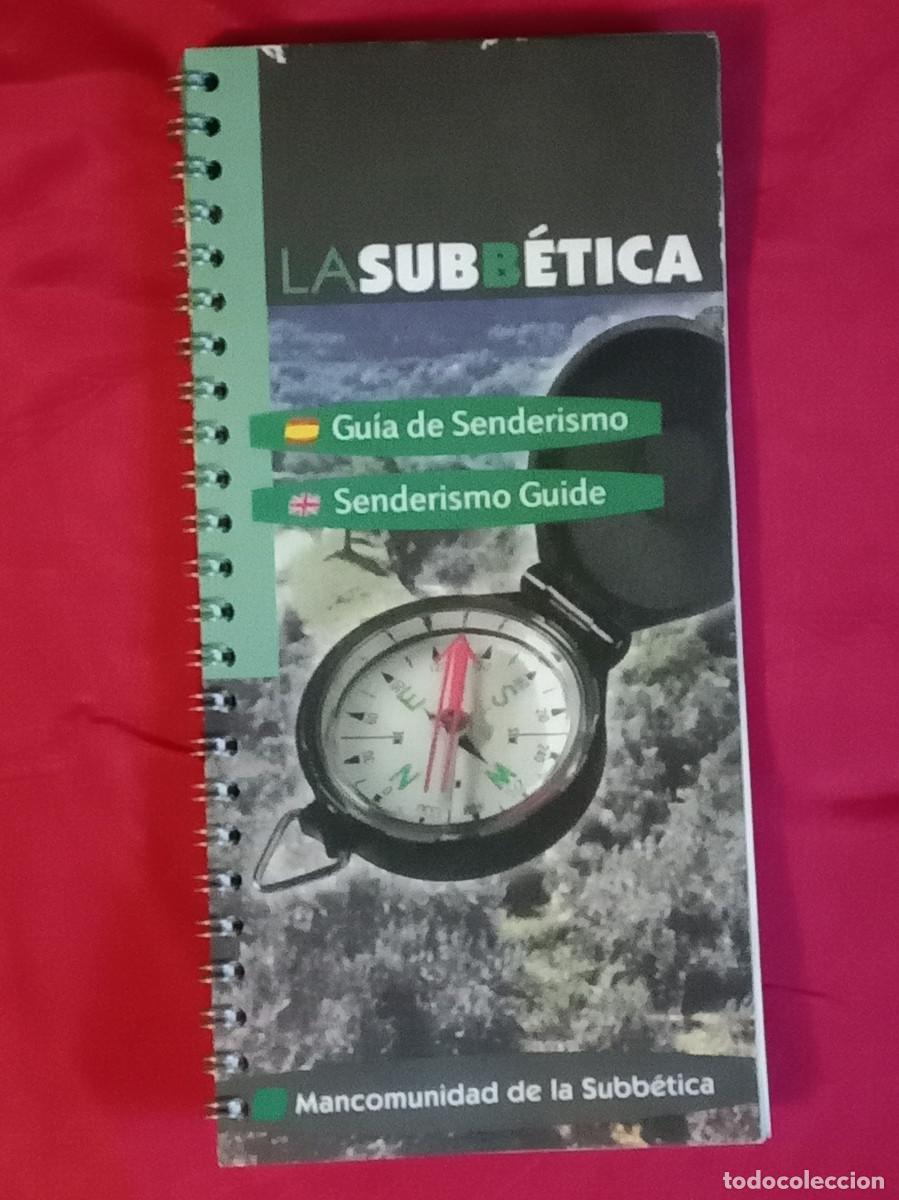 LASUBBÉTICA
Guía de Senderismo
Senderismo Guide
E
S
N
W
Mancomunidad de la Subbética
todocoleccion